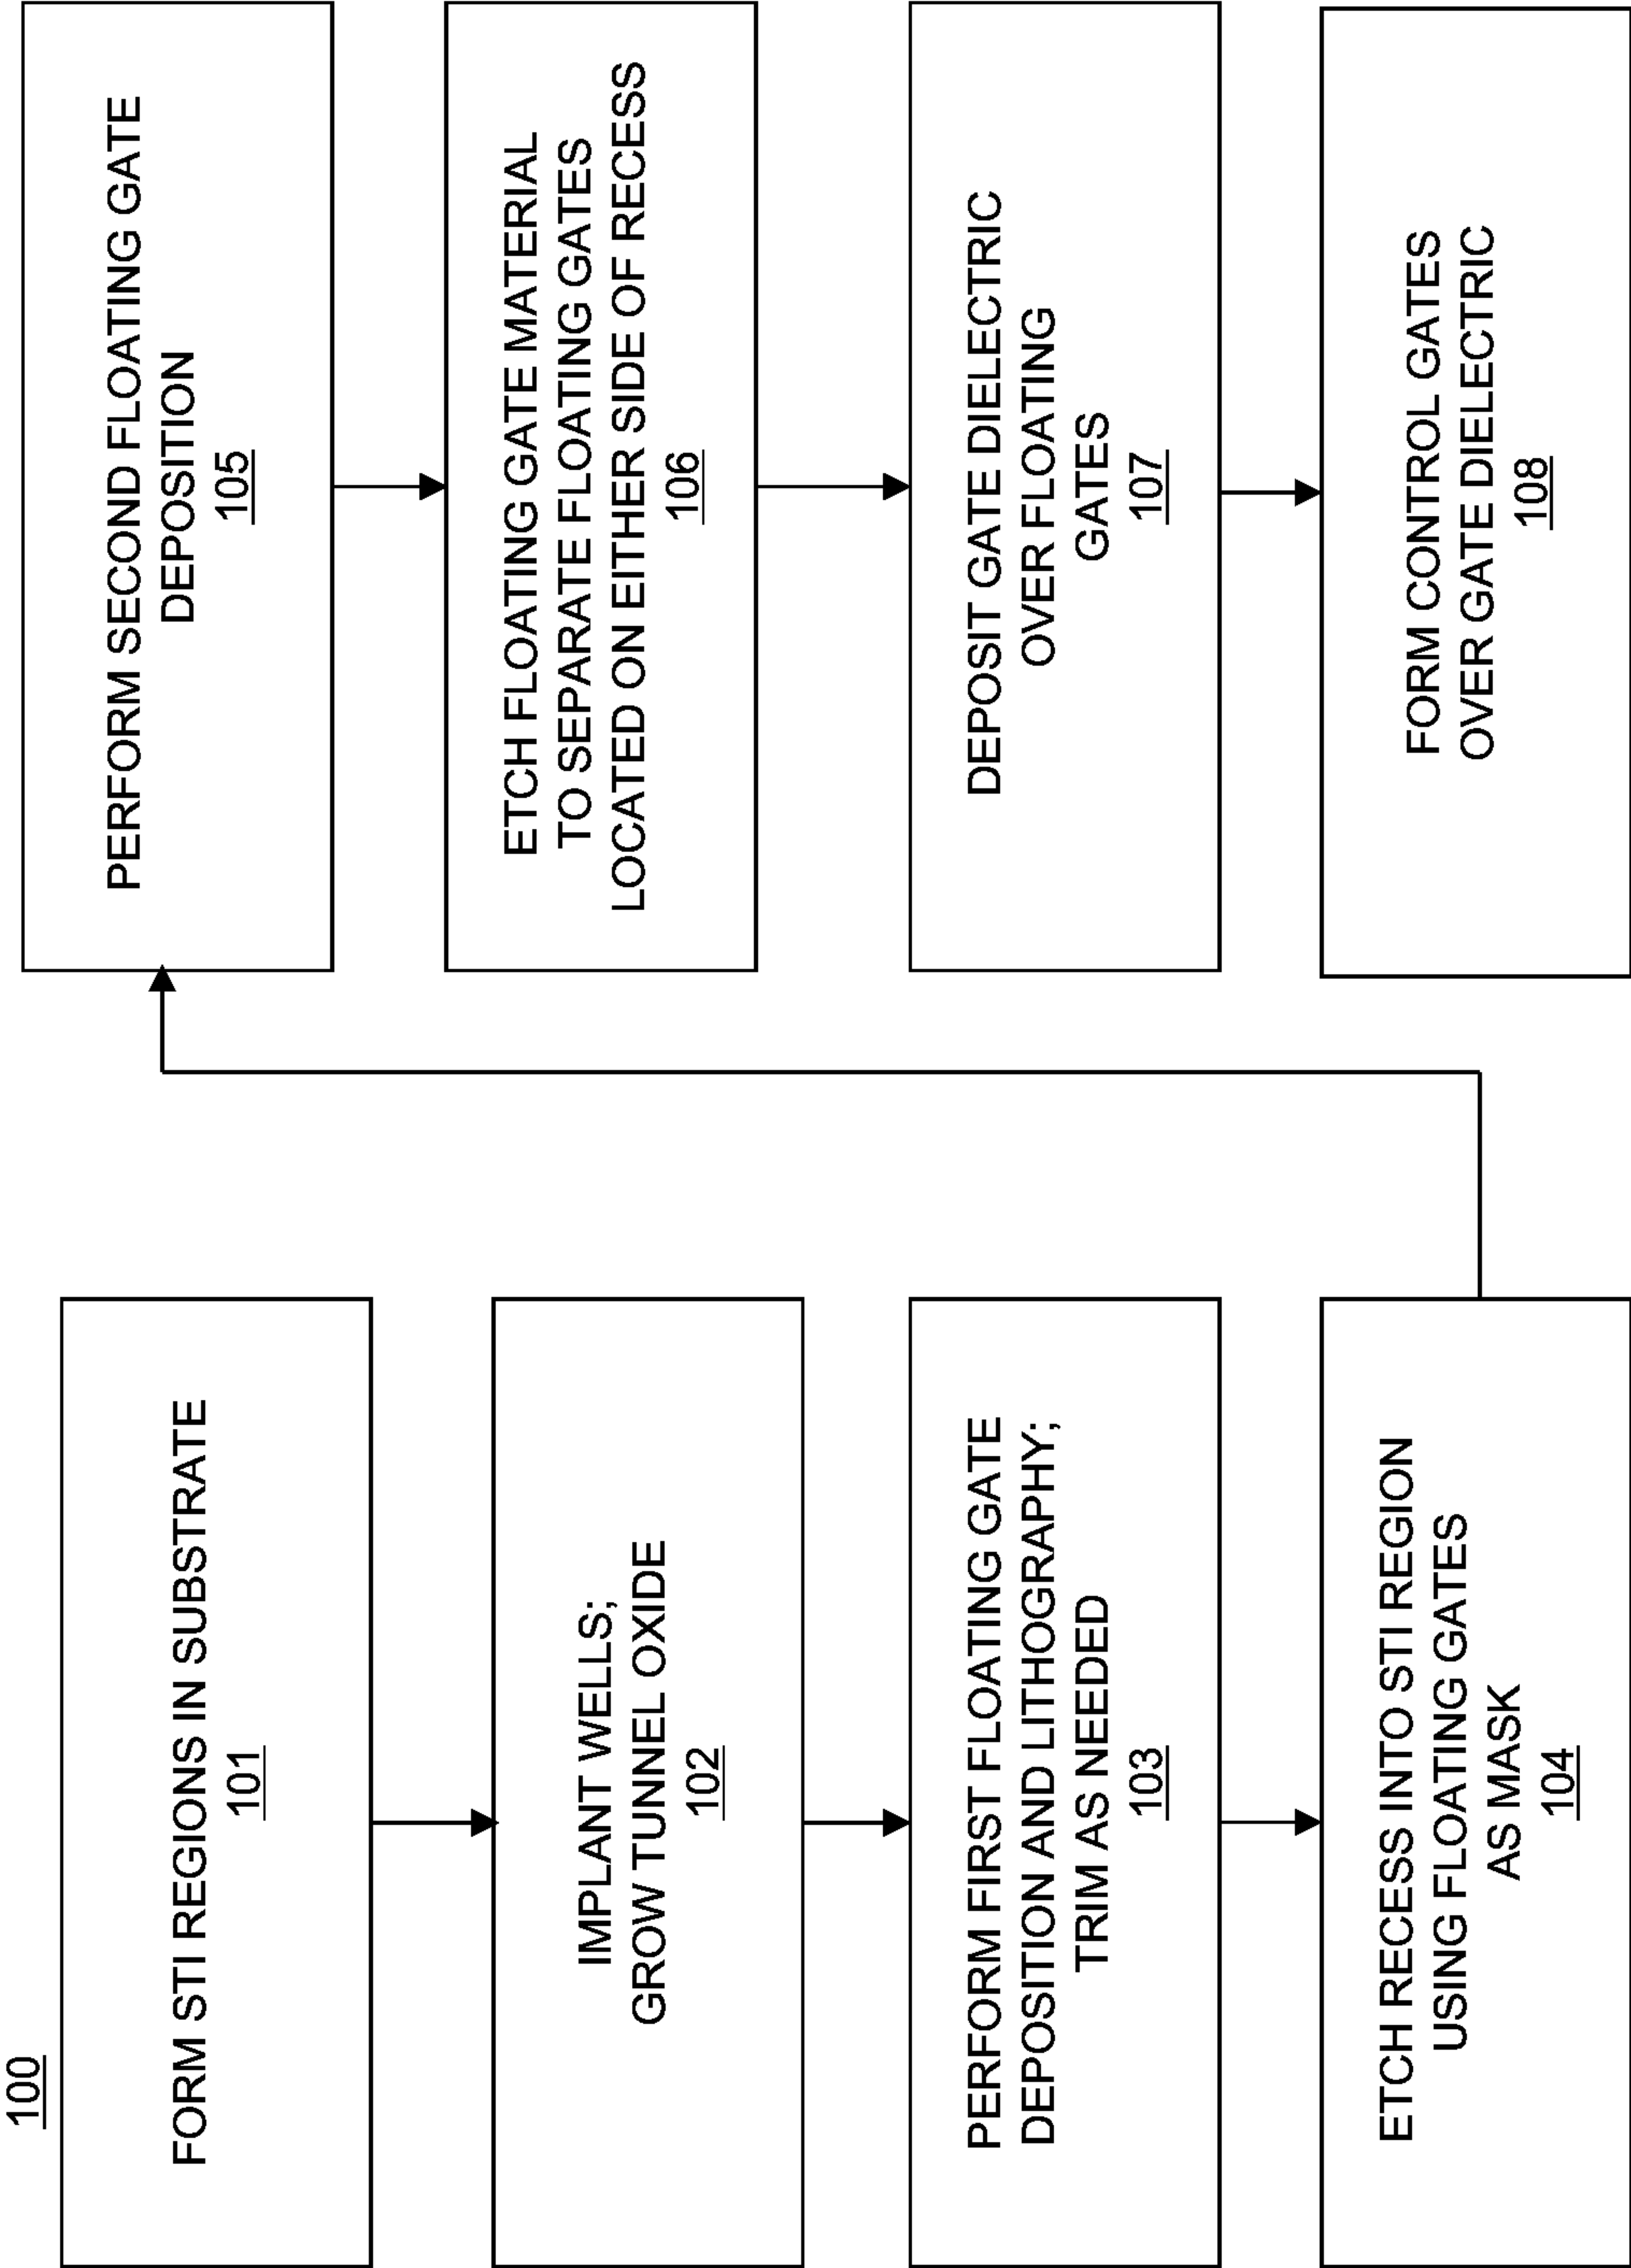 100
FORM STI REGIONS IN SUBSTRATE
101
IMPLANT WELLS;
GROW TUNNEL OXIDE
102
PERFORM FIRST FLOATING GATE
DEPOSITION AND LITHOGRAPHY;
TRIM AS NEEDED
103
ETCH RECESS INTO STI REGION
USING FLOATING GATES
AS MASK
104
PERFORM SECOND FLOATING GATE
DEPOSITION
105
ETCH FLOATING GATE MATERIAL
TO SEPARATE FLOATING GATES
LOCATED ON EITHER SIDE OF RECESS
106
DEPOSIT GATE DIELECTRIC
OVER FLOATING
GATES
107
FORM CONTROL GATES
OVER GATE DIELECTRIC
108